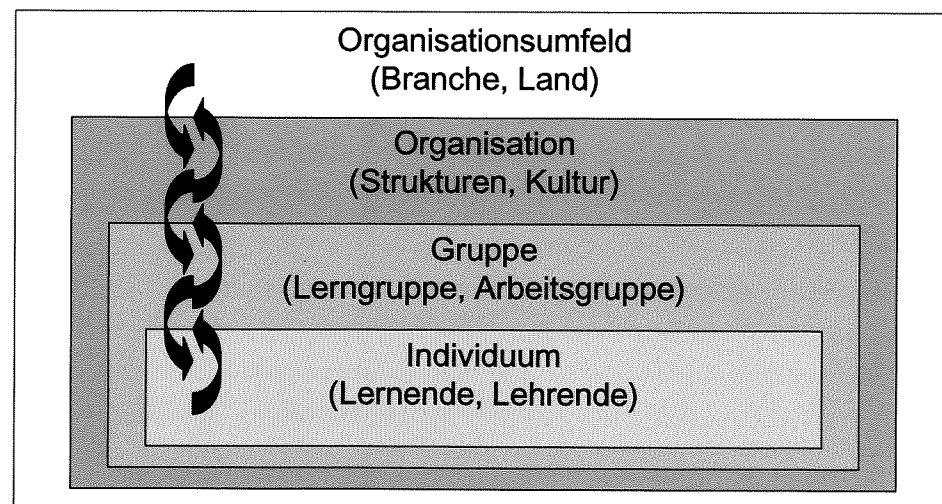 Organisationsumfeld
(Branche, Land)
Organisation
(Strukturen, Kultur)
Gruppe
(Lerngruppe, Arbeitsgruppe)
Individuum
(Lernende, Lehrende)